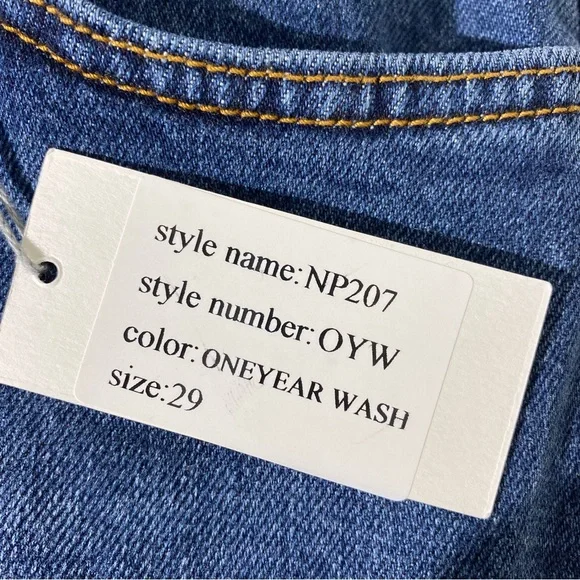 style name: NP207
style number: OYW
color: ONEYEAR WASH
size:29